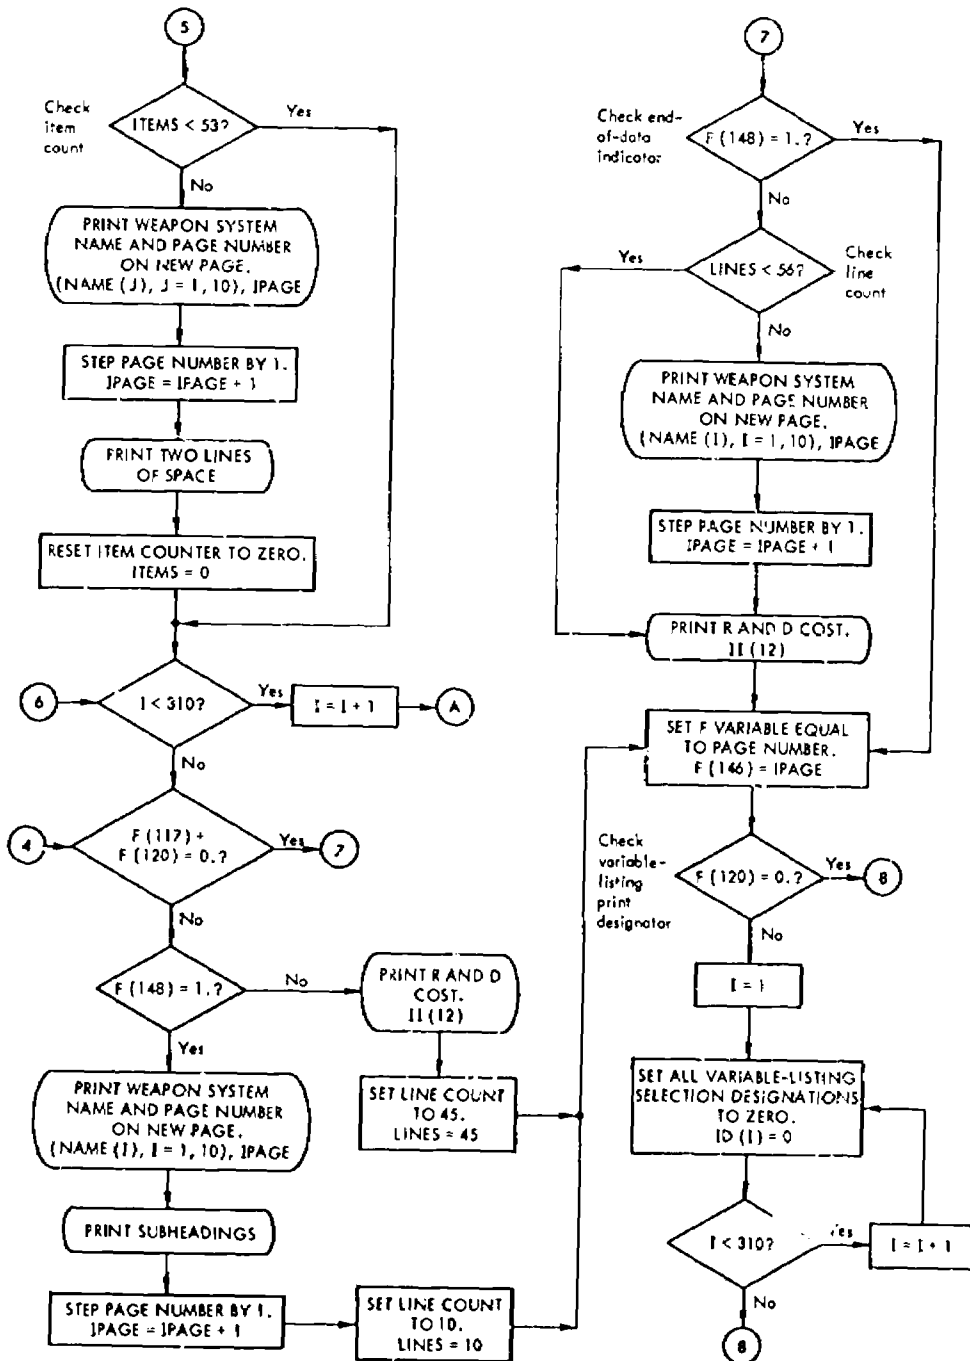 5
Check
item
count
ITEMS < 53?
Yes
No
PRINT WEAPON SYSTEM
NAME AND PAGE NUMBER
ON NEW PAGE.
(NAME (J), J = 1, 10), IPAGE
STEP PAGE NUMBER BY 1.
IPAGE = IPAGE + 1
PRINT TWO LINES
OF SPACE
RESET ITEM COUNTER TO ZERO.
ITEMS = 0
6
I < 310?
Yes
I = I + 1
A
No
4
F (117) +
F (120) = 0.?
Yes
7
No
F (148) = 1.?
No
PRINT R AND D
COST.
II (12)
Yes
SET LINE COUNT
TO 45.
LINES = 45
PRINT WEAPON SYSTEM
NAME AND PAGE NUMBER
ON NEW PAGE.
(NAME (I), I = 1, 10), IPAGE
PRINT SUBHEADINGS
STEP PAGE NUMBER BY 1.
IPAGE = IPAGE + 1
SET LINE COUNT
TO 10.
LINES = 10
7
Check end-
of-data
indicator
F (148) = 1.?
Yes
No
Yes
LINES < 56?
Check
line
count
No
PRINT WEAPON SYSTEM
NAME AND PAGE NUMBER
ON NEW PAGE.
(NAME (I), I = 1, 10), IPAGE
STEP PAGE NUMBER BY 1.
IPAGE = IPAGE + 1
PRINT R AND D COST.
II (12)
SET F VARIABLE EQUAL
TO PAGE NUMBER.
F (146) = IPAGE
Check
variable-
listing
print
designator
F (120) = 0.?
Yes
8
No
I = 1
SET ALL VARIABLE-LISTING
SELECTION DESIGNATIONS
TO ZERO.
ID (I) = 0
I < 310?
Yes
I = I + 1
No
8